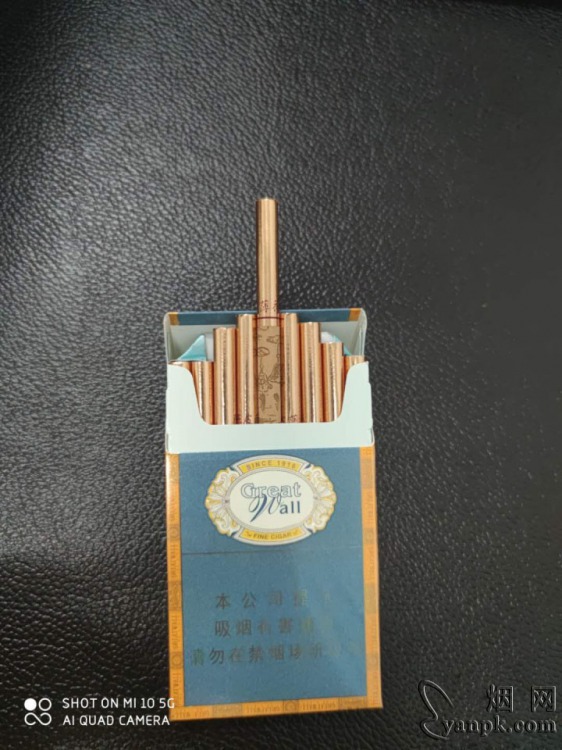 SINCE 1918
Great
Wall
FINE CIGAR
本公司提示
吸烟有害健康
请勿在禁烟场所吸烟
SHOT ON MI 10 5G
AI QUAD CAMERA
烟网
yanpk.com